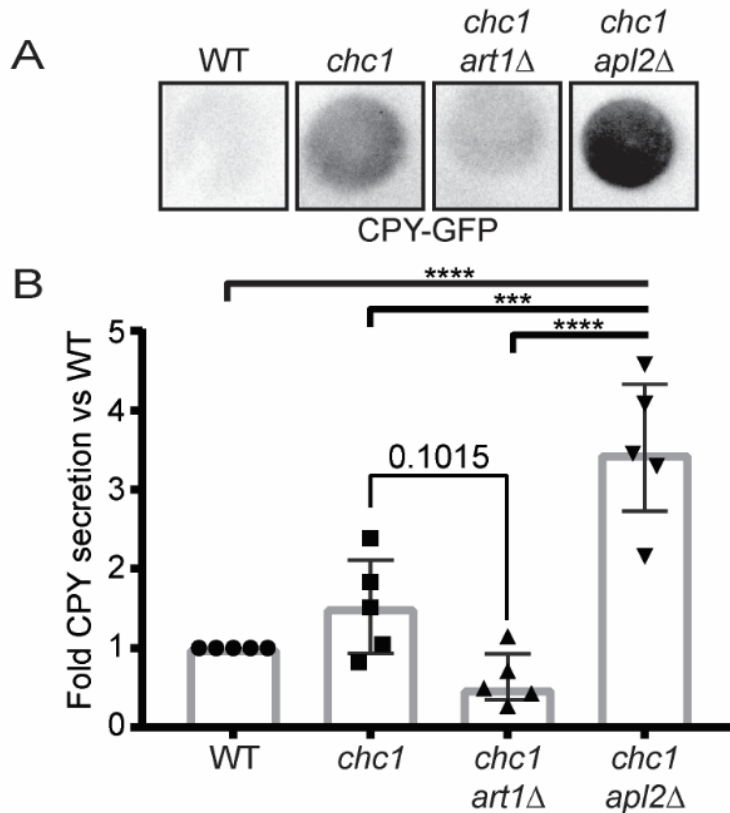 A
WT
chc1
chc1
art1Δ
chc1
apl2Δ
CPY-GFP
B
****
***
****
Fold CPY secretion vs WT
5
4
3
2
1
0
0.1015
WT
chc1
chc1
art1Δ
chc1
apl2Δ